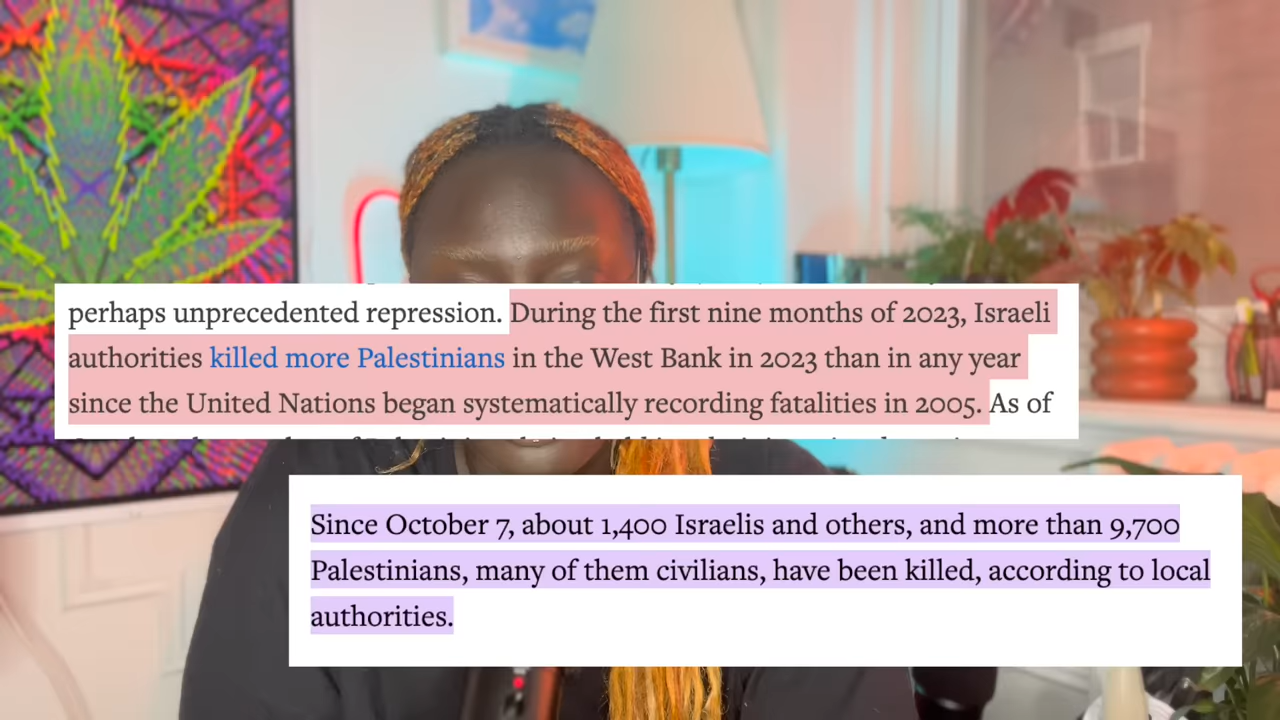 perhaps unprecedented repression. During the first nine months of 2023, Israeli
authorities killed more Palestinians in the West Bank in 2023 than in any year
since the United Nations began systematically recording fatalities in 2005. As of
Since October 7, about 1,400 Israelis and others, and more than 9,700
Palestinians, many of them civilians, have been killed, according to local
authorities.